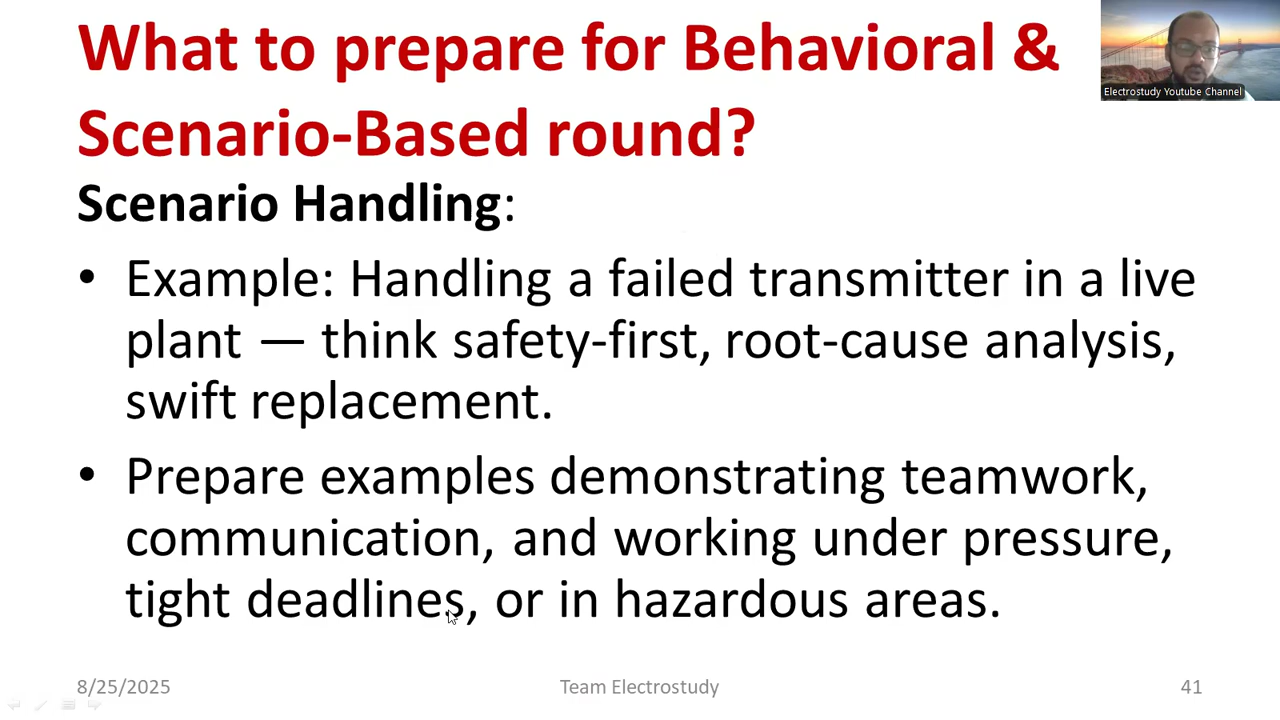 What to prepare for Behavioral &
Scenario-Based round?
Electrostudy Youtube Channel
Scenario Handling:
• Example: Handling a failed transmitter in a live
plant — think safety-first, root-cause analysis,
swift replacement.
• Prepare examples demonstrating teamwork,
communication, and working under pressure,
tight deadlines, or in hazardous areas.
8/25/2025
Team Electrostudy
41